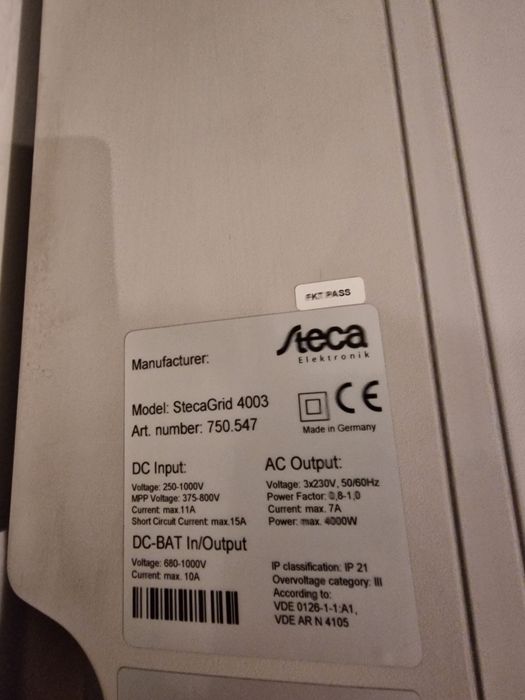 FKT PASS
Steca
Elektronik
Manufacturer:
Model: StecaGrid 4003
Art. number: 750.547
CE
Made in Germany
DC Input:
Voltage: 250-1000V
MPP Voltage: 375-800V
Current: max.11A
Short Circuit Current: max.15A
AC Output:
Voltage: 3x230V, 50/60Hz
Power Factor: 0,8-1,0
Current: max. 7A
Power: max. 4000W
DC-BAT In/Output
Voltage: 680-1000V
Current: max. 10A
IP classification: IP 21
Overvoltage category: III
According to:
VDE 0126-1-1:A1,
VDE AR N 4105